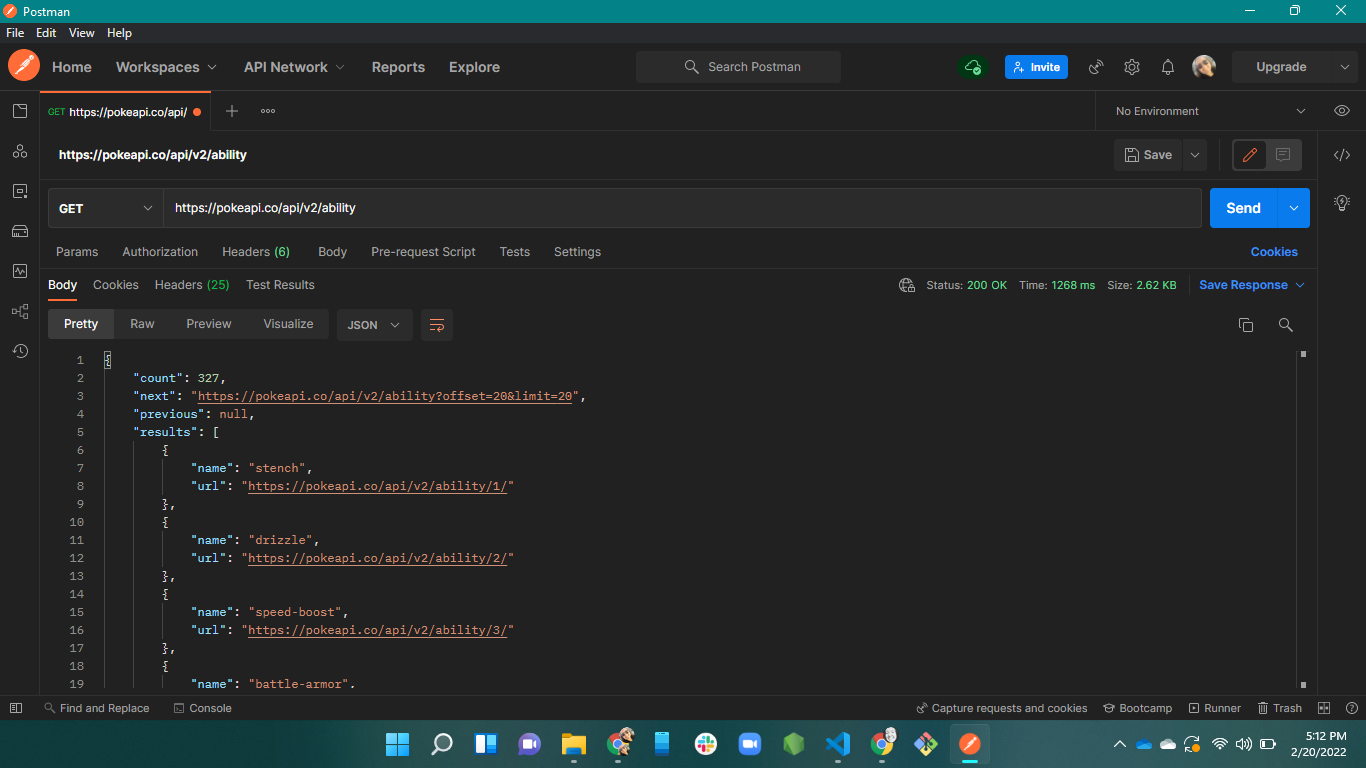 Postman
File Edit View Help
Home Workspaces API Network Reports Explore Search Postman Invite Upgrade
GET https://pokeapi.co/api/ No Environment
https://pokeapi.co/api/v2/ability Save
GET https://pokeapi.co/api/v2/ability Send
Params Authorization Headers (6) Body Pre-request Script Tests Settings Cookies
Body Cookies Headers (25) Test Results Status: 200 OK Time: 1268 ms Size: 2.62 KB Save Response
Pretty Raw Preview Visualize JSON
1 {
2 "count": 327,
3 "next": "https://pokeapi.co/api/v2/ability?offset=20&limit=20",
4 "previous": null,
5 "results": [
6 {
7 "name": "stench",
8 "url": "https://pokeapi.co/api/v2/ability/1/"
9 },
10 {
11 "name": "drizzle",
12 "url": "https://pokeapi.co/api/v2/ability/2/"
13 },
14 {
15 "name": "speed-boost",
16 "url": "https://pokeapi.co/api/v2/ability/3/"
17 },
18 {
19 "name": "battle-armor",
Find and Replace Console Capture requests and cookies Bootcamp Runner Trash
5:12 PM
2/20/2022